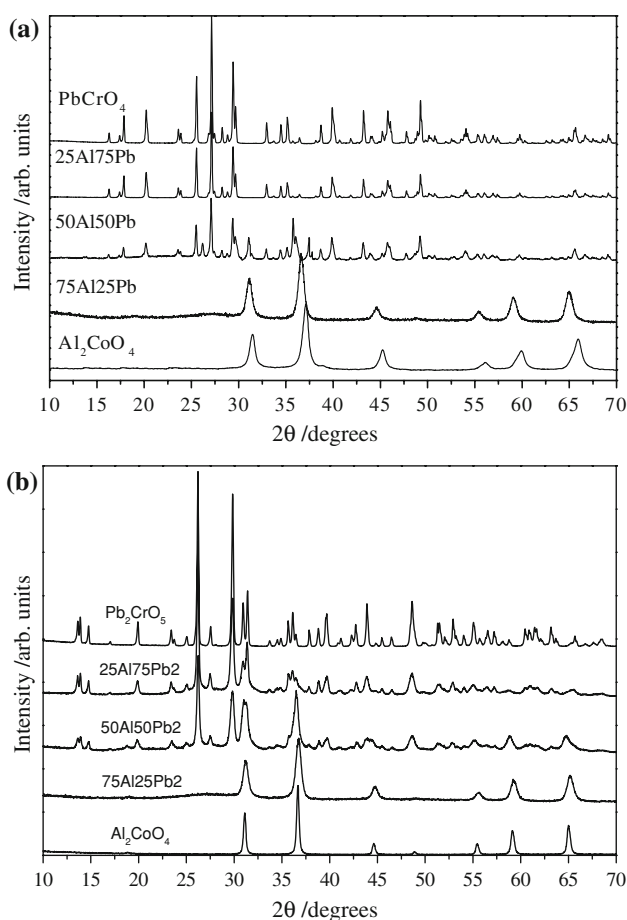 (a)
Intensity /arb. units
PbCrO₄
25Al75Pb
50Al50Pb
75Al25Pb
Al₂CoO₄
10 15 20 25 30 35 40 45 50 55 60 65 70
2θ /degrees
(b)
Intensity /arb. units
Pb₂CrO₅
25Al75Pb2
50Al50Pb2
75Al25Pb2
Al₂CoO₄
10 15 20 25 30 35 40 45 50 55 60 65 70
2θ /degrees